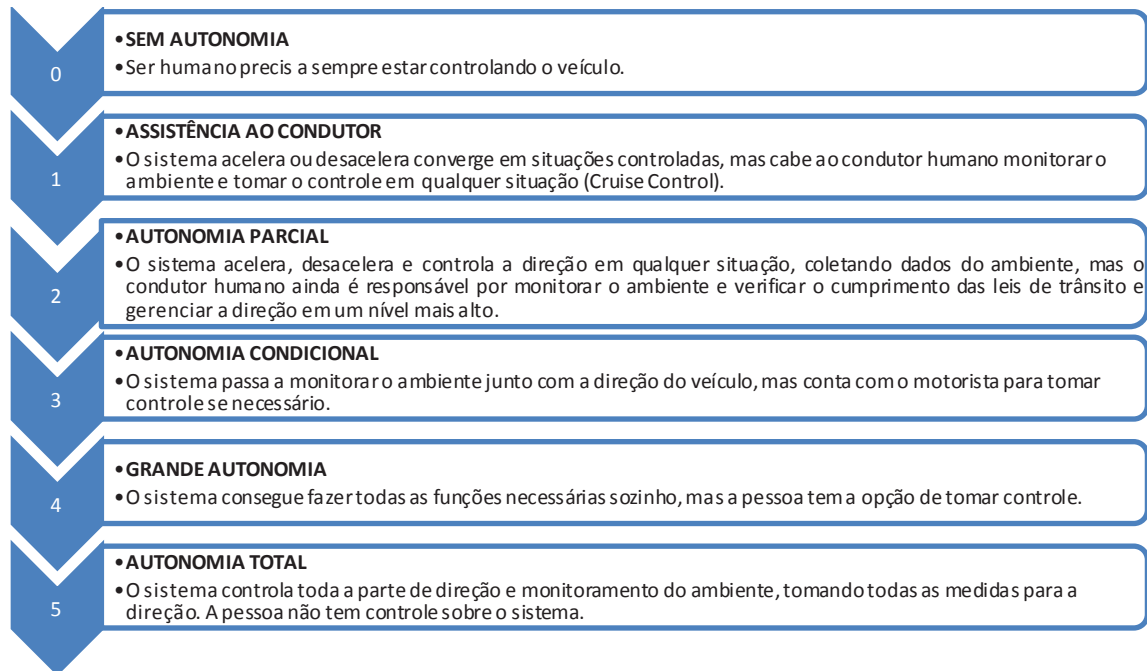 0
•SEM AUTONOMIA
•Ser humano precis a sempre estar controlando o veículo.
1
•ASSISTÊNCIA AO CONDUTOR
•O sistema acelera ou desacelera converge em situações controladas, mas cabe ao condutor humano monitorar o
ambiente e tomar o controle em qualquer situação (Cruise Control).
2
•AUTONOMIA PARCIAL
•O sistema acelera, desacelera e controla a direção em qualquer situação, coletando dados do ambiente, mas o
condutor humano ainda é responsável por monitorar o ambiente e verificar o cumprimento das leis de trânsito e
gerenciar a direção em um nível mais alto.
3
•AUTONOMIA CONDICIONAL
•O sistema passa a monitorar o ambiente junto com a direção do veículo, mas conta com o motorista para tomar
controle se necessário.
4
•GRANDE AUTONOMIA
•O sistema consegue fazer todas as funções necessárias sozinho, mas a pessoa tem a opção de tomar controle.
5
•AUTONOMIA TOTAL
•O sistema controla toda a parte de direção e monitoramento do ambiente, tomando todas as medidas para a
direção. A pessoa não tem controle sobre o sistema.